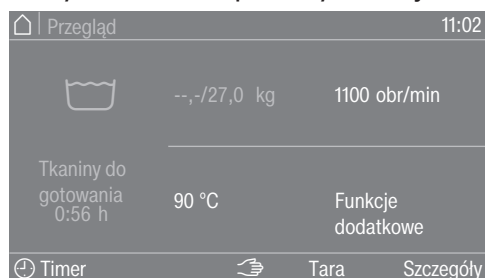 Przegląd 11:02
--,-/27,0 kg 1100 obr/min
Tkaniny do
gotowania
0:56 h
90 °C Funkcje
dodatkowe
Timer Tara Szczegóły